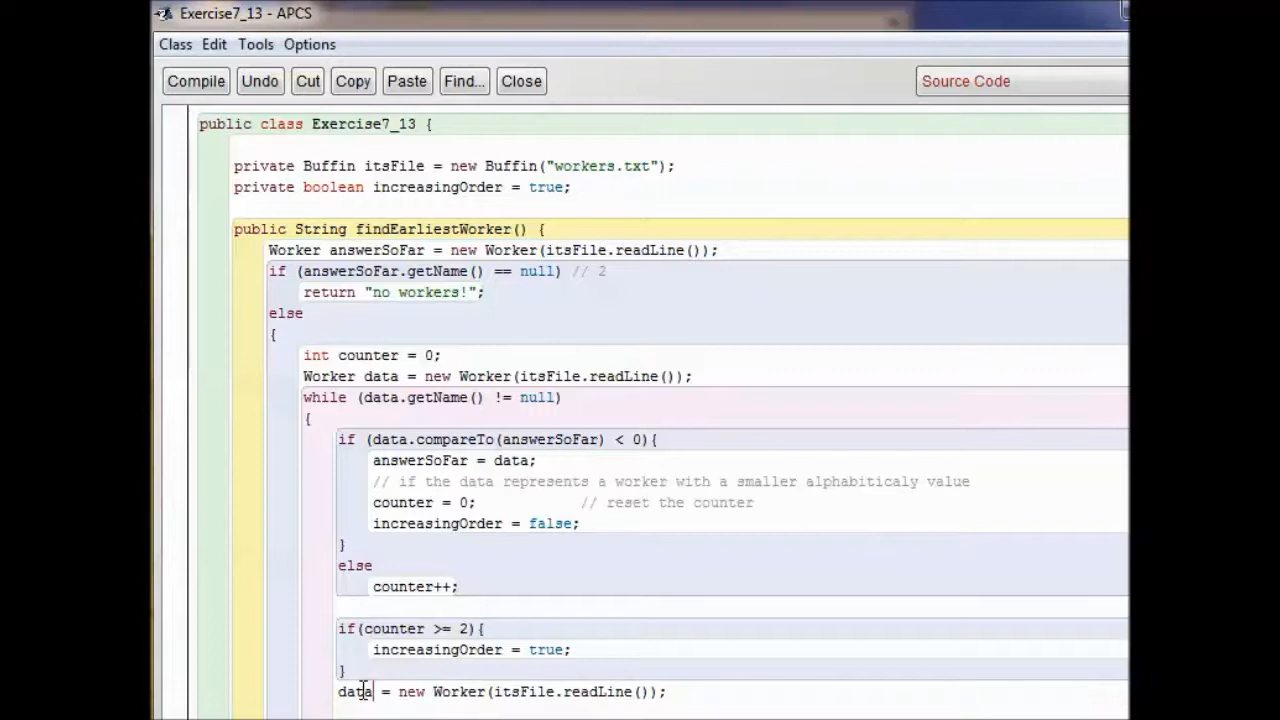 Exercise7_13 - APCS
Class Edit Tools Options
Compile Undo Cut Copy Paste Find... Close Source Code
public class Exercise7_13 {
private Buffin itsFile = new Buffin("workers.txt");
private boolean increasingOrder = true;
public String findEarliestWorker() {
Worker answerSoFar = new Worker(itsFile.readLine());
if (answerSoFar.getName() == null) // 2
return "no workers!";
else
{
int counter = 0;
Worker data = new Worker(itsFile.readLine());
while (data.getName() != null)
{
if (data.compareTo(answerSoFar) < 0){
answerSoFar = data;
// if the data represents a worker with a smaller alphabiticaly value
counter = 0; // reset the counter
increasingOrder = false;
}
else
counter++;
if(counter >= 2){
increasingOrder = true;
}
data = new Worker(itsFile.readLine());